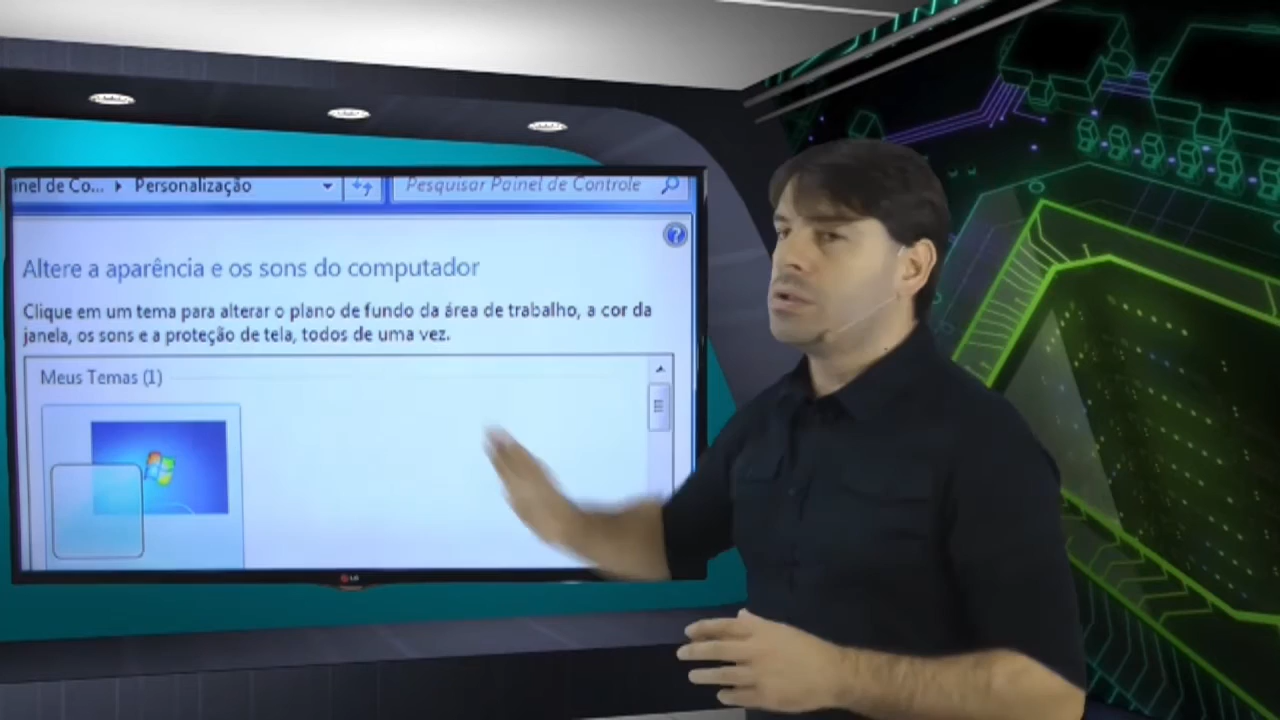 inel de Co... ▸ Personalização
Pesquisar Painel de Controle
Altere a aparência e os sons do computador
Clique em um tema para alterar o plano de fundo da área de trabalho, a cor da
janela, os sons e a proteção de tela, todos de uma vez.
Meus Temas (1)
LG